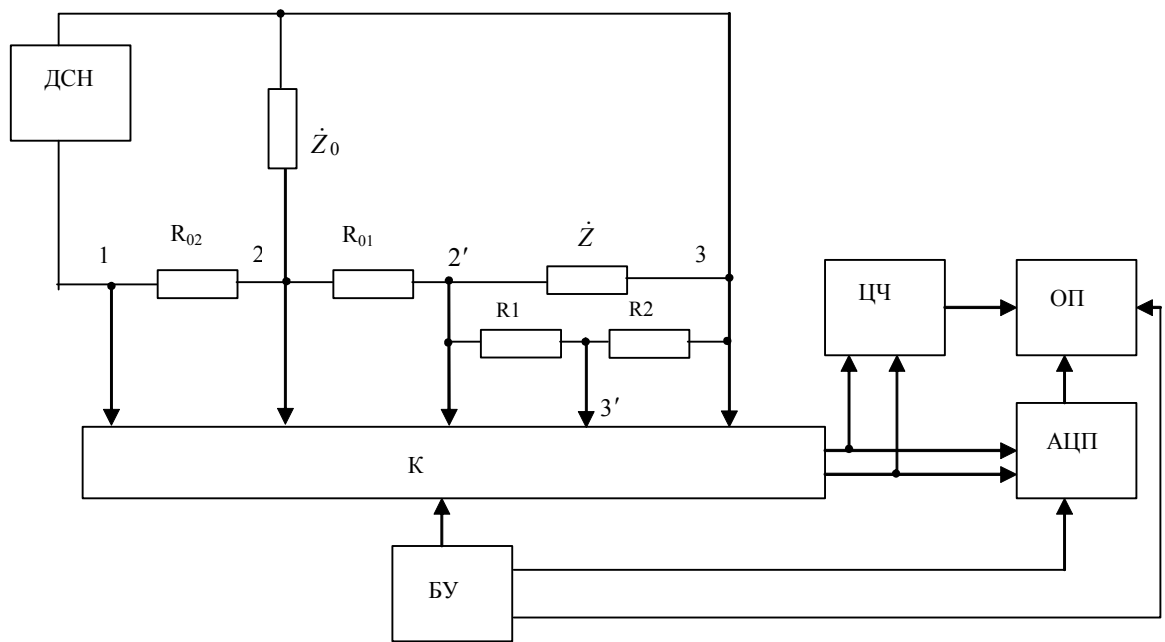 ДСН
Ż₀
R₀₂
R₀₁
Ż
1
2
2′
3
R1
R2
3′
ЦЧ
ОП
К
АЦП
БУ